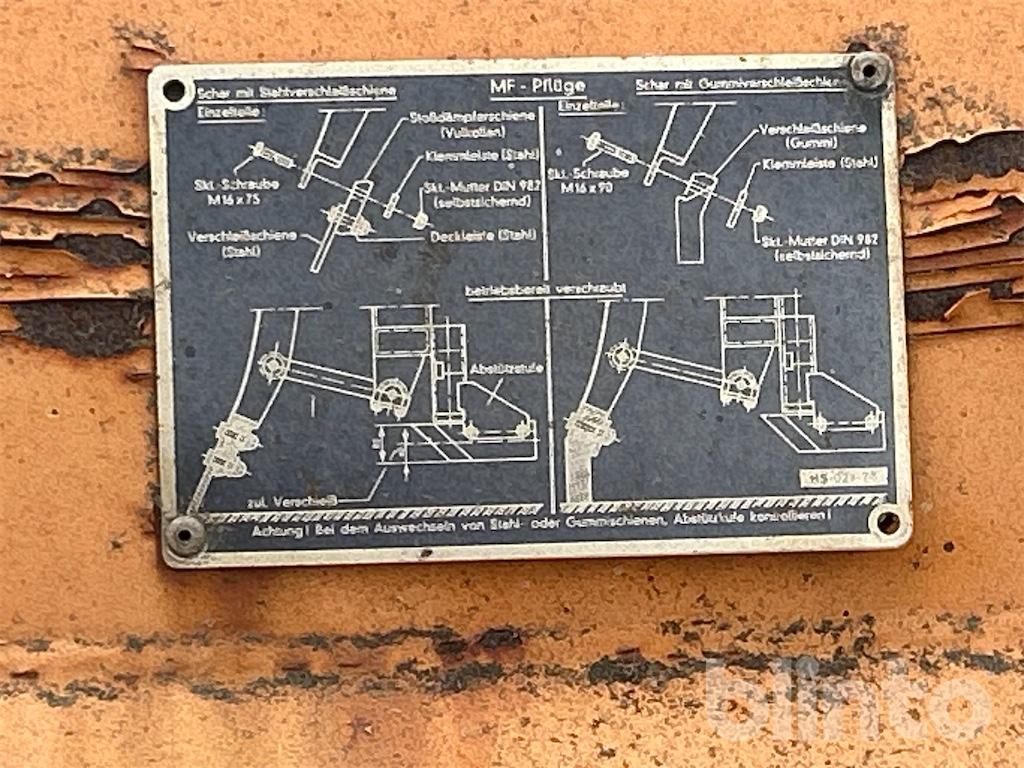 MF - Pflüge
Schar mit Stahlverschleißschiene
Einzelteile:
Stoßdämpferschiene
(Vulkollan)
Klemmleiste (Stahl)
Skt.-Schraube
M16 x 75
Skt.-Mutter DIN 982
(selbstsichernd)
Verschleißschiene
(Stahl)
Deckleiste (Stahl)
Schar mit Gummiverschleißschiene
Einzelteile:
Verschleißschiene
(Gummi)
Klemmleiste (Stahl)
Skt.-Schraube
M16 x 90
Skt.-Mutter DIN 982
(selbstsichernd)
betriebsbereit verschraubt
Abstützkufe
zul. Verschleiß
Achtung! Bei dem Auswechseln von Stahl- oder Gummischienen, Abstützkufe kontrollieren!
blinto